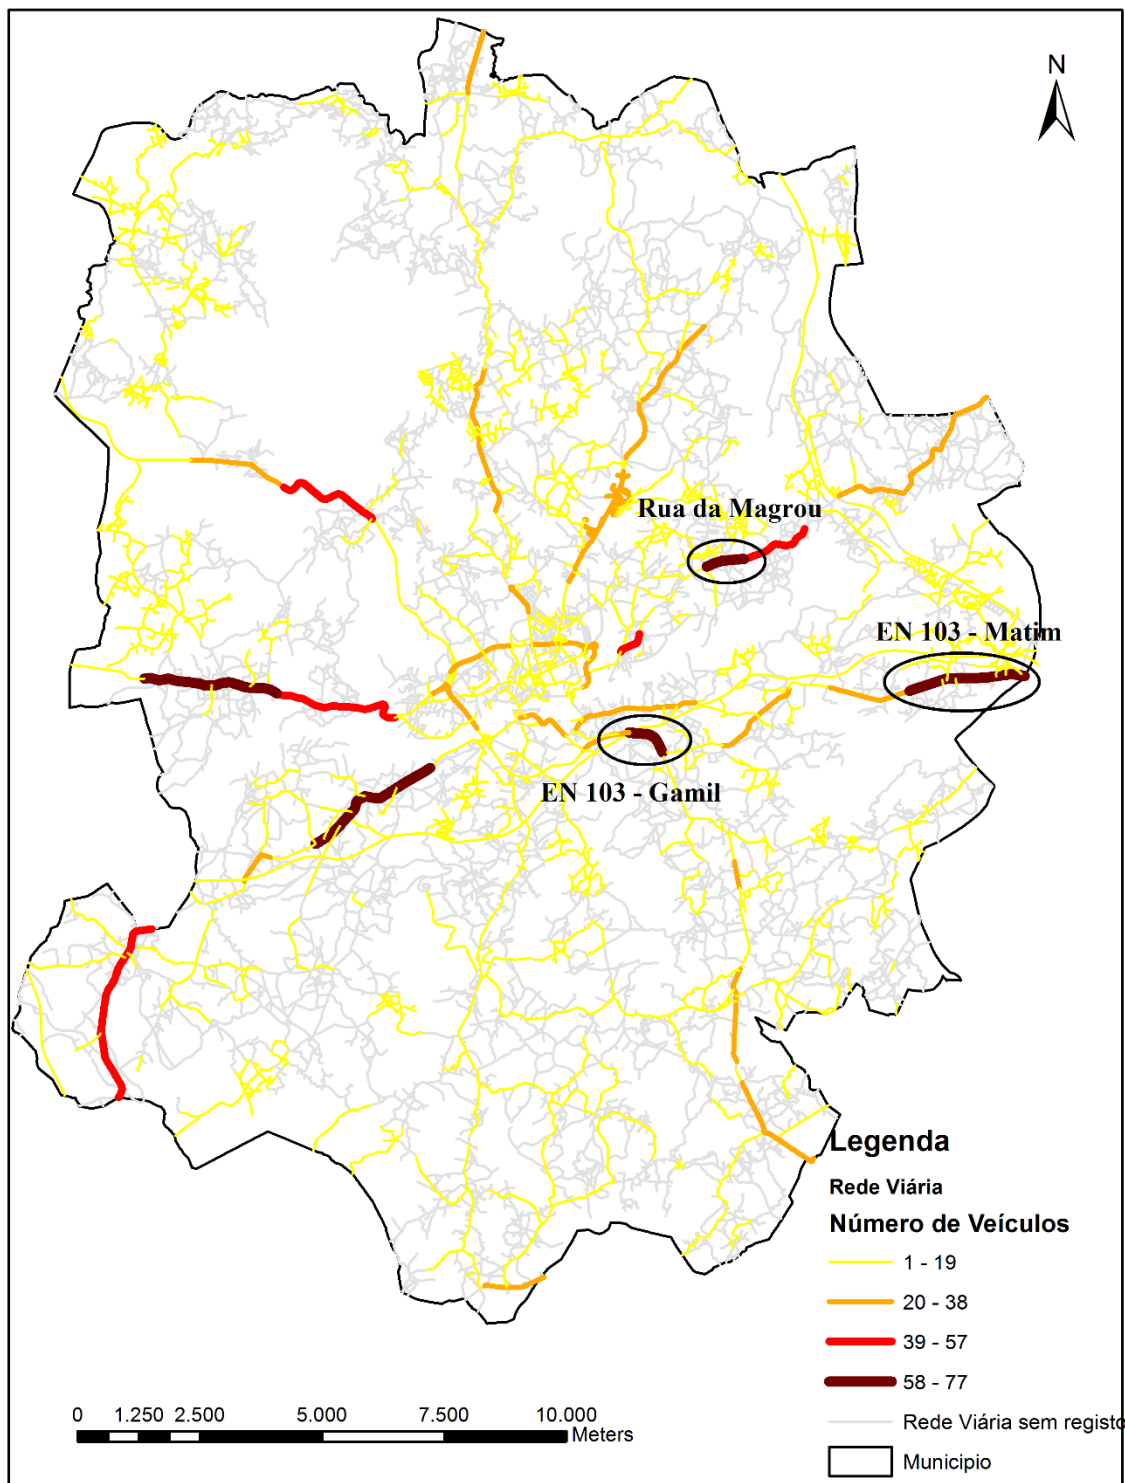 N
Rua da Magrou
EN 103 - Matim
EN 103 - Gamil
Legenda
Rede Viária
Número de Veículos
1 - 19
20 - 38
39 - 57
58 - 77
Rede Viária sem registo
Municipio
0 1.250 2.500 5.000 7.500 10.000
Meters